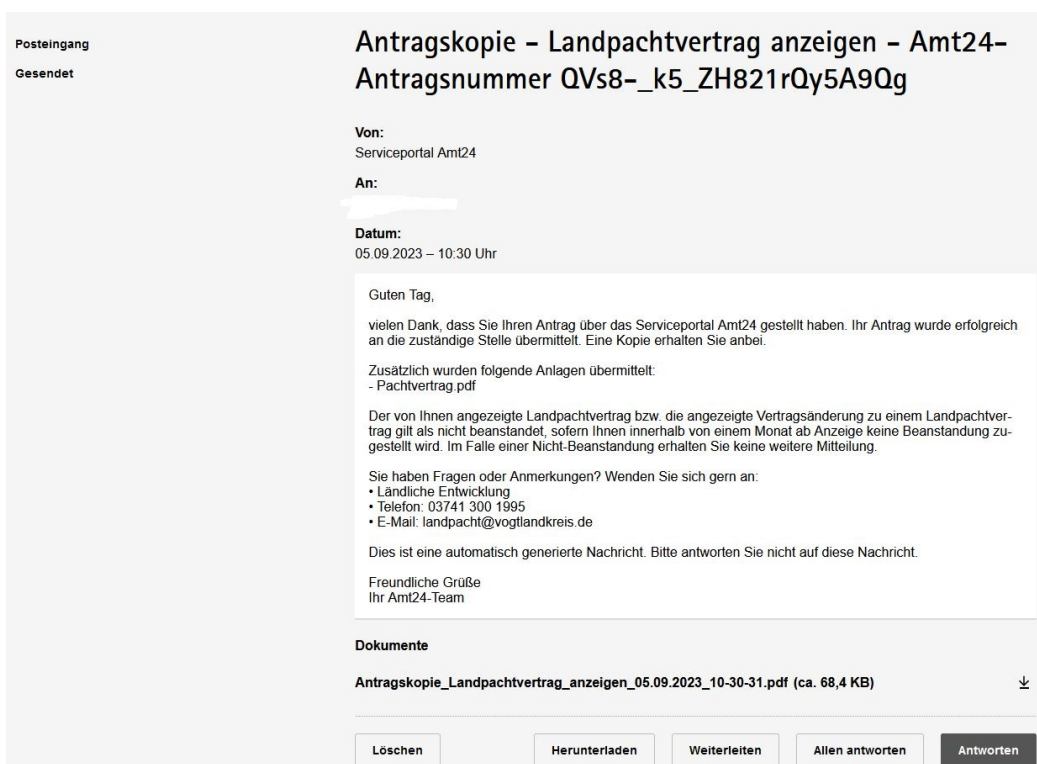 Posteingang
Gesendet
Antragskopie – Landpachtvertrag anzeigen – Amt24-
Antragsnummer QVs8-_k5_ZH821rQy5A9Qg
Von:
Serviceportal Amt24
An:
Datum:
05.09.2023 – 10:30 Uhr
Guten Tag,
vielen Dank, dass Sie Ihren Antrag über das Serviceportal Amt24 gestellt haben. Ihr Antrag wurde erfolgreich
an die zuständige Stelle übermittelt. Eine Kopie erhalten Sie anbei.
Zusätzlich wurden folgende Anlagen übermittelt:
- Pachtvertrag.pdf
Der von Ihnen angezeigte Landpachtvertrag bzw. die angezeigte Vertragsänderung zu einem Landpachtver-
trag gilt als nicht beanstandet, sofern Ihnen innerhalb von einem Monat ab Anzeige keine Beanstandung zu-
gestellt wird. Im Falle einer Nicht-Beanstandung erhalten Sie keine weitere Mitteilung.
Sie haben Fragen oder Anmerkungen? Wenden Sie sich gern an:
• Ländliche Entwicklung
• Telefon: 03741 300 1995
• E-Mail: landpacht@vogtlandkreis.de
Dies ist eine automatisch generierte Nachricht. Bitte antworten Sie nicht auf diese Nachricht.
Freundliche Grüße
Ihr Amt24-Team
Dokumente
Antragskopie_Landpachtvertrag_anzeigen_05.09.2023_10-30-31.pdf (ca. 68,4 KB)
Löschen Herunterladen Weiterleiten Allen antworten Antworten